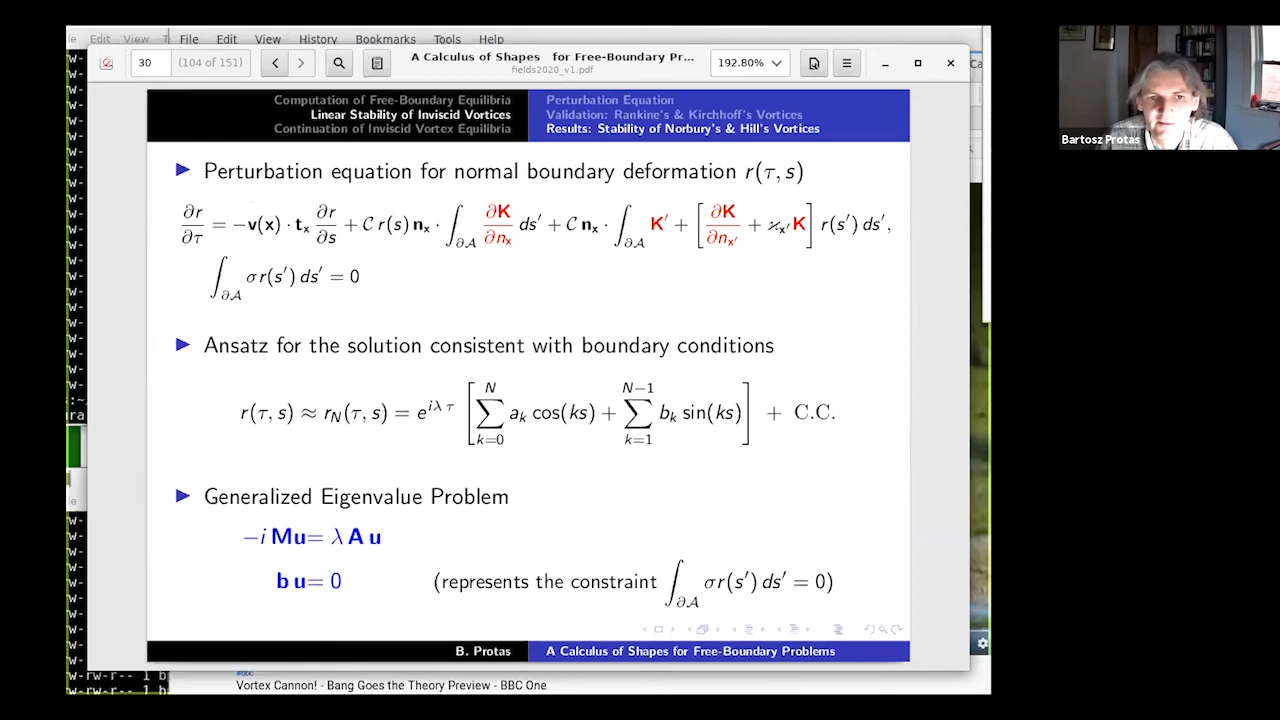 Edit View
File Edit View History Bookmarks Tools Help
30 (104 of 151)
A Calculus of Shapes for Free-Boundary Pr...
fields2020_v1.pdf
192.80%
Computation of Free-Boundary Equilibria
Linear Stability of Inviscid Vortices
Continuation of Inviscid Vortex Equilibria
Perturbation Equation
Validation: Rankine's & Kirchhoff's Vortices
Results: Stability of Norbury's & Hill's Vortices
Bartosz Protas
▶ Perturbation equation for normal boundary deformation r(τ, s)
∂r/∂τ = −v(x) · t_x ∂r/∂s + C r(s) n_x · ∫_∂A ∂K/∂n_x ds′ + C n_x · ∫_∂A K′ + [∂K/∂n_x′ + ϰ_x′ K] r(s′) ds′,
∫_∂A σr(s′) ds′ = 0
▶ Ansatz for the solution consistent with boundary conditions
r(τ, s) ≈ r_N(τ, s) = e^{iλτ} [∑_{k=0}^{N} a_k cos(ks) + ∑_{k=1}^{N−1} b_k sin(ks)] + C.C.
▶ Generalized Eigenvalue Problem
−i Mu= λ A u
b u= 0 (represents the constraint ∫_∂A σr(s′) ds′ = 0)
B. Protas A Calculus of Shapes for Free-Boundary Problems
Vortex Cannon! - Bang Goes the Theory Preview - BBC One